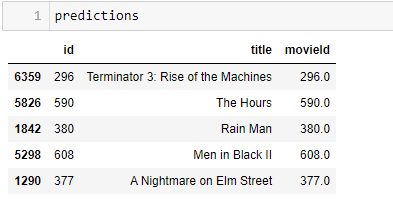 1 predictions
id title movieId
6359 296 Terminator 3: Rise of the Machines 296.0
5826 590 The Hours 590.0
1842 380 Rain Man 380.0
5298 608 Men in Black II 608.0
1290 377 A Nightmare on Elm Street 377.0